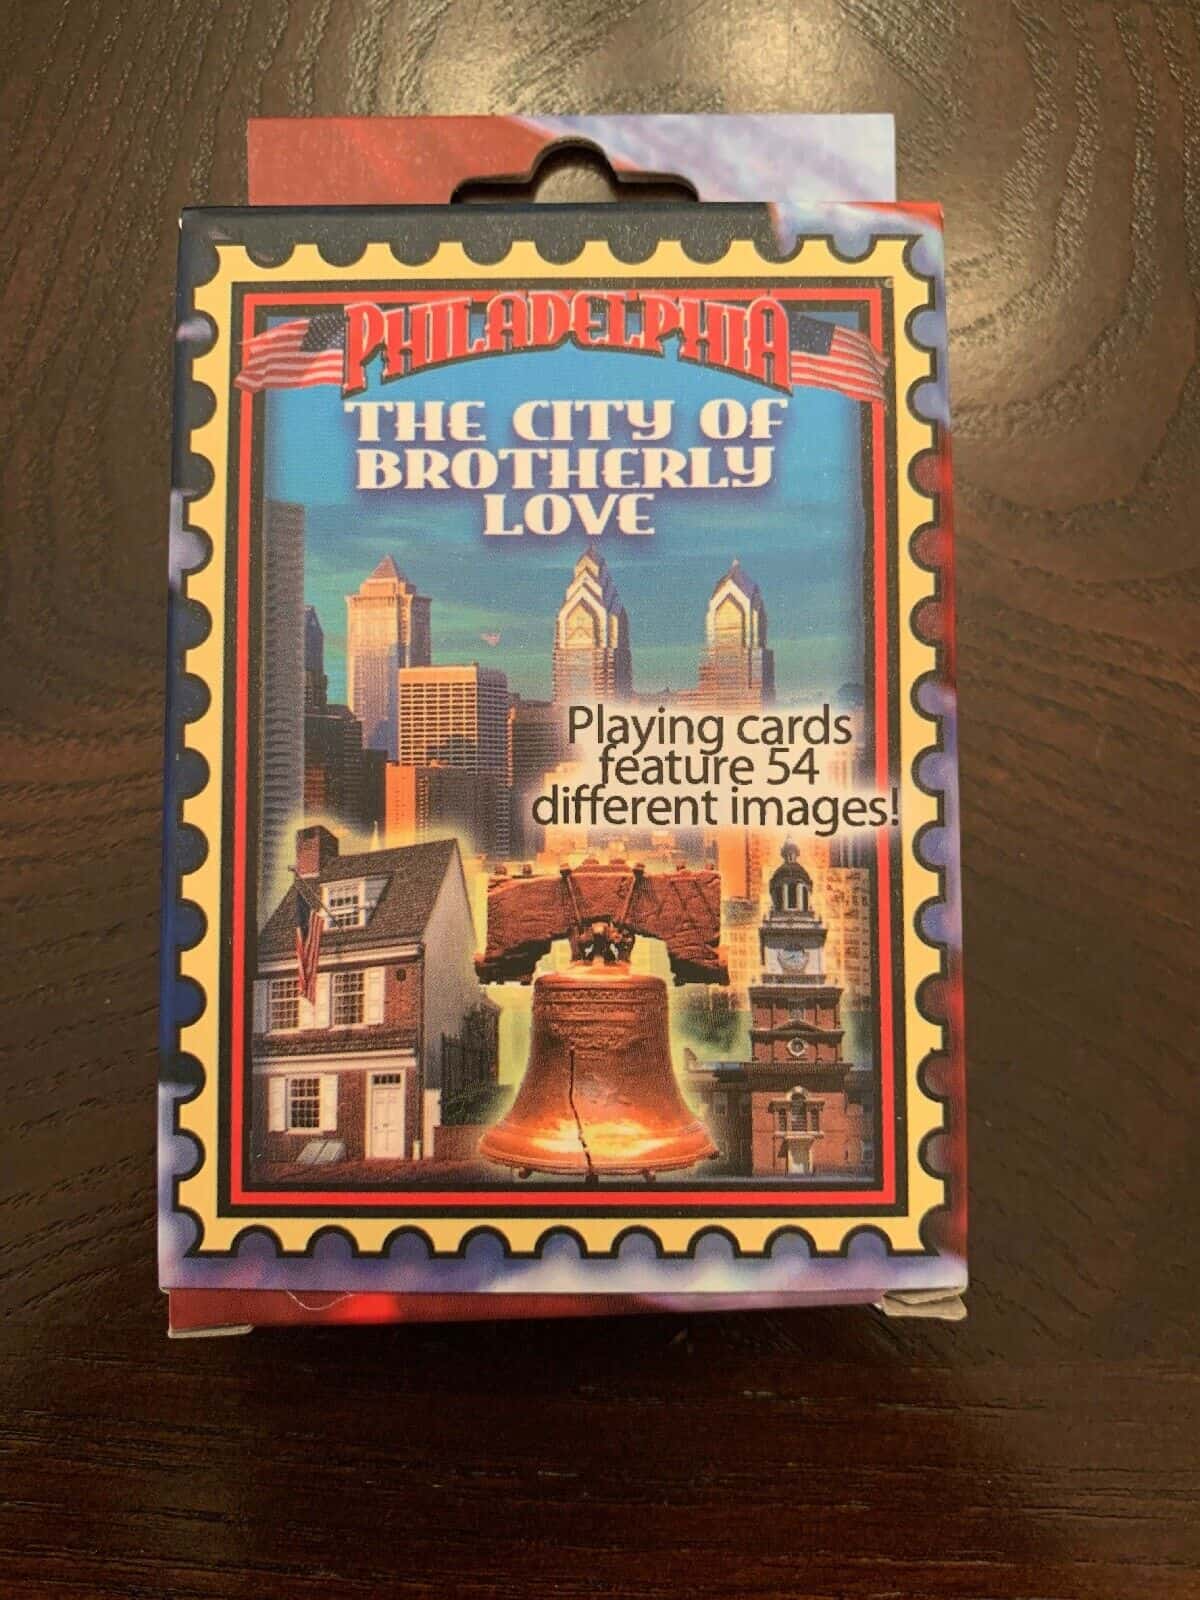 PHILADELPHIA
THE CITY OF
BROTHERLY
LOVE
Playing cards
feature 54
different images!